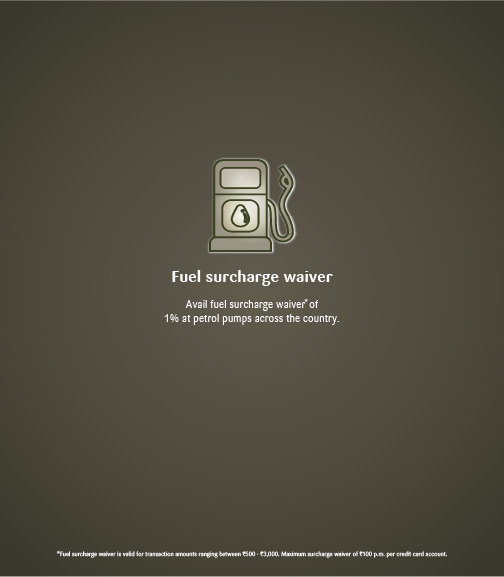 Fuel surcharge waiver
Avail fuel surcharge waiver* of
1% at petrol pumps across the country.
*Fuel surcharge waiver is valid for transaction amounts ranging between ₹500 - ₹3,000. Maximum surcharge waiver of ₹100 p.m. per credit card account.